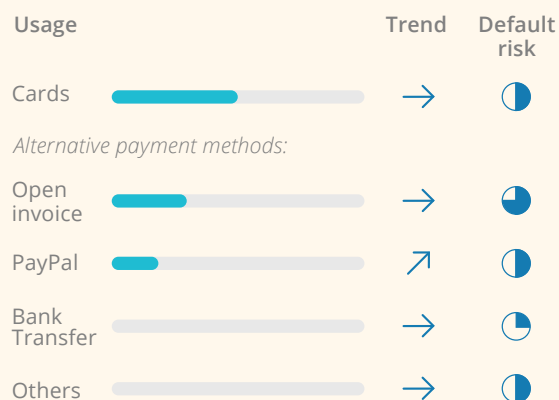 Usage Trend Default
risk
Cards
Alternative payment methods:
Open
invoice
PayPal
Bank
Transfer
Others